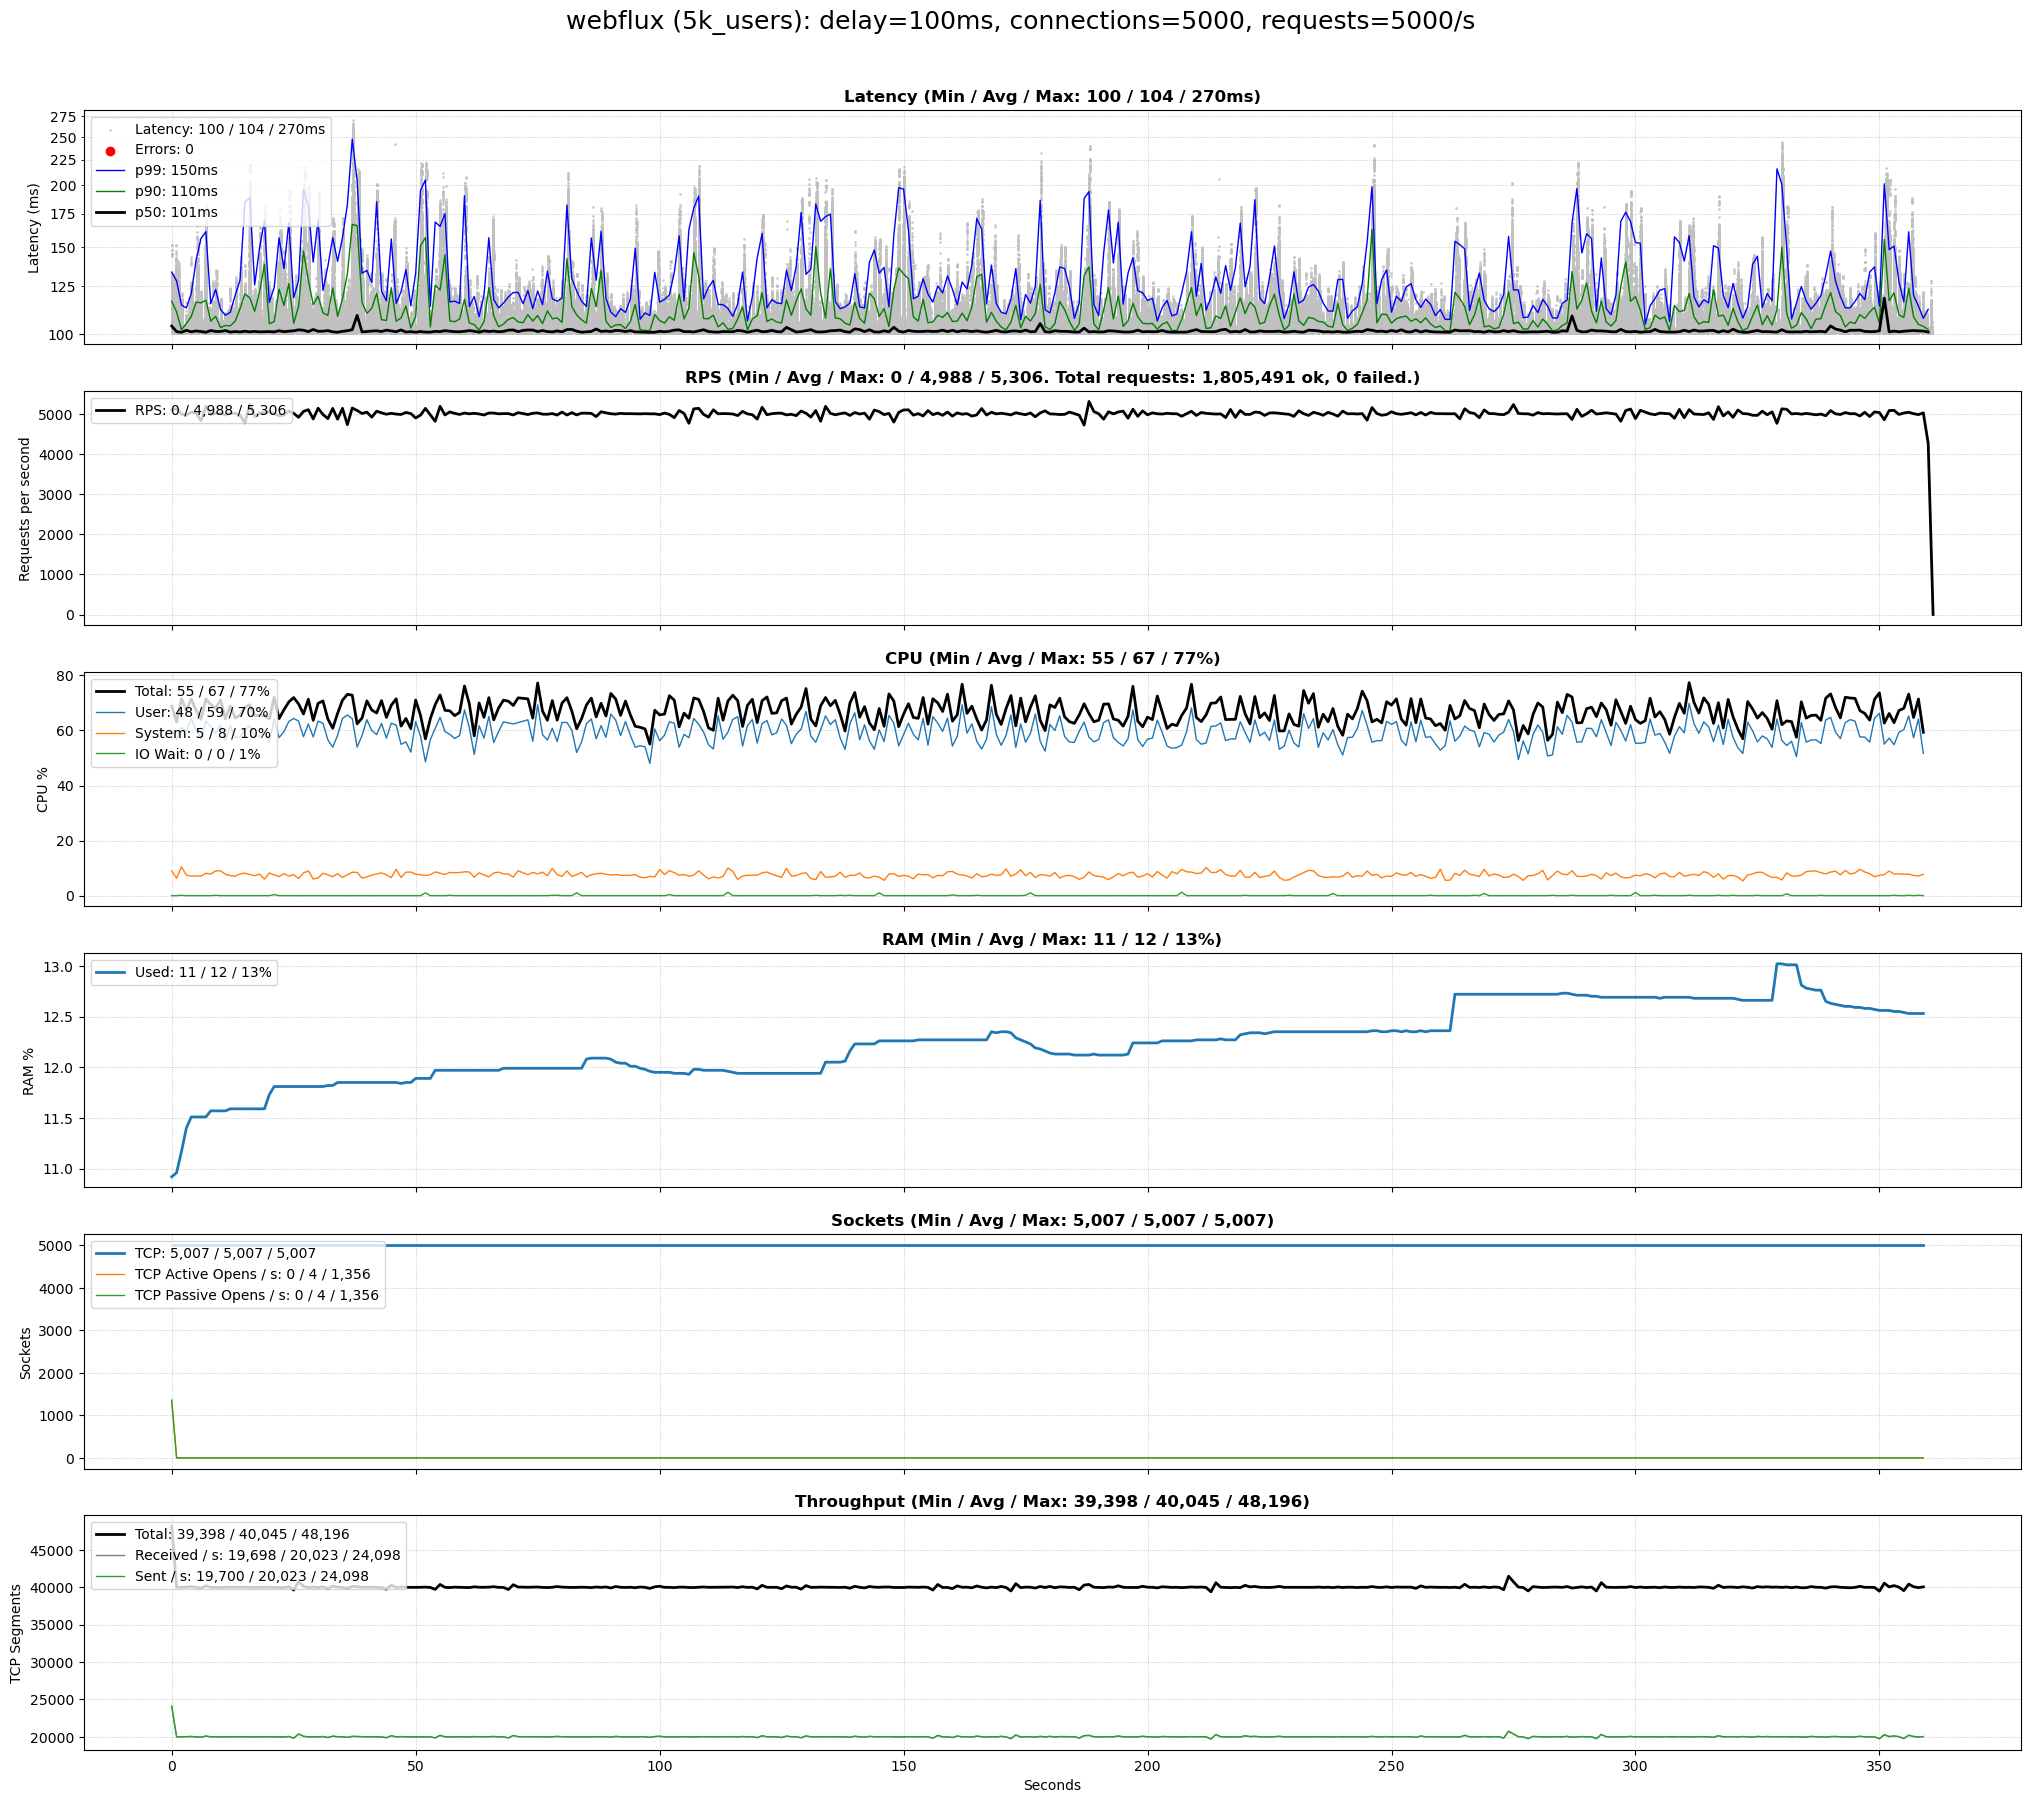 webflux (5k_users): delay=100ms, connections=5000, requests=5000/s
Latency (Min / Avg / Max: 100 / 104 / 270ms)
275
250
225
200
175
150
125
100
Latency (ms)
Latency: 100 / 104 / 270ms
Errors: 0
p99: 150ms
p90: 110ms
p50: 101ms
RPS (Min / Avg / Max: 0 / 4,988 / 5,306. Total requests: 1,805,491 ok, 0 failed.)
5000
4000
3000
2000
1000
0
Requests per second
RPS: 0 / 4,988 / 5,306
CPU (Min / Avg / Max: 55 / 67 / 77%)
80
60
40
20
0
CPU %
Total: 55 / 67 / 77%
User: 48 / 59 / 70%
System: 5 / 8 / 10%
IO Wait: 0 / 0 / 1%
RAM (Min / Avg / Max: 11 / 12 / 13%)
13.0
12.5
12.0
11.5
11.0
RAM %
Used: 11 / 12 / 13%
Sockets (Min / Avg / Max: 5,007 / 5,007 / 5,007)
5000
4000
3000
2000
1000
0
Sockets
TCP: 5,007 / 5,007 / 5,007
TCP Active Opens / s: 0 / 4 / 1,356
TCP Passive Opens / s: 0 / 4 / 1,356
Throughput (Min / Avg / Max: 39,398 / 40,045 / 48,196)
45000
40000
35000
30000
25000
20000
TCP Segments
Total: 39,398 / 40,045 / 48,196
Received / s: 19,698 / 20,023 / 24,098
Sent / s: 19,700 / 20,023 / 24,098
0 50 100 150 200 250 300 350
Seconds